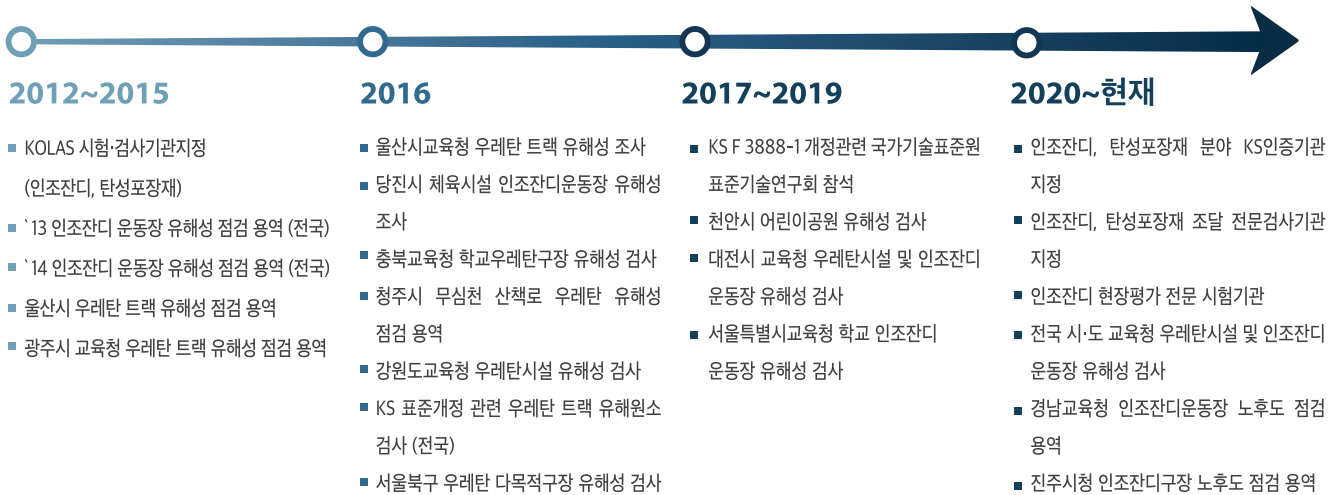 2012~2015
KOLAS 시험·검사기관지정
(인조잔디, 탄성포장재)
`13 인조잔디 운동장 유해성 점검 용역 (전국)
`14 인조잔디 운동장 유해성 점검 용역 (전국)
울산시 우레탄 트랙 유해성 점검 용역
광주시 교육청 우레탄 트랙 유해성 점검 용역
2016
울산시교육청 우레탄 트랙 유해성 조사
당진시 체육시설 인조잔디운동장 유해성
조사
충북교육청 학교우레탄구장 유해성 검사
청주시 무심천 산책로 우레탄 유해성
점검 용역
강원도교육청 우레탄시설 유해성 검사
KS 표준개정 관련 우레탄 트랙 유해원소
검사 (전국)
서울북구 우레탄 다목적구장 유해성 검사
2017~2019
KS F 3888-1 개정관련 국가기술표준원
표준기술연구회 참석
천안시 어린이공원 유해성 검사
대전시 교육청 우레탄시설 및 인조잔디
운동장 유해성 검사
서울특별시교육청 학교 인조잔디
운동장 유해성 검사
2020~현재
인조잔디, 탄성포장재 분야 KS인증기관
지정
인조잔디, 탄성포장재 조달 전문검사기관
지정
인조잔디 현장평가 전문 시험기관
전국 시·도 교육청 우레탄시설 및 인조잔디
운동장 유해성 검사
경남교육청 인조잔디운동장 노후도 점검
용역
진주시청 인조잔디구장 노후도 점검 용역